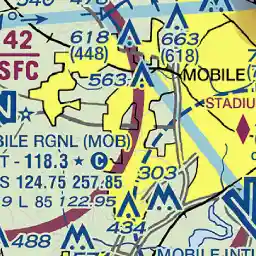 42
SFC
618
(448)
663
(618)
563
MOBILE
STADIU
BILE RGNL (MOB)
T - 118.3 ★ C
S 124.75 257.85
9 L 85 122.95
303
434
488
MOBILE INT